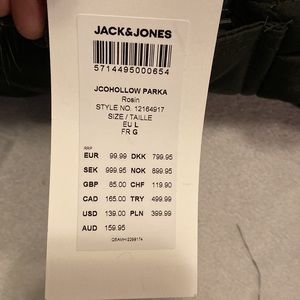 JACK&JONES
5714495000654
JCOHOLLOW PARKA
Rosin
STYLE NO. 12164917
SIZE / TAILLE
EU L
FR G
RRP
EUR 99.99 DKK 799.95
SEK 999.95 NOK 899.95
GBP 85.00 CHF 119.90
CAD 165.00 TRY 499.99
USD 139.00 PLN 399.99
AUD 159.95